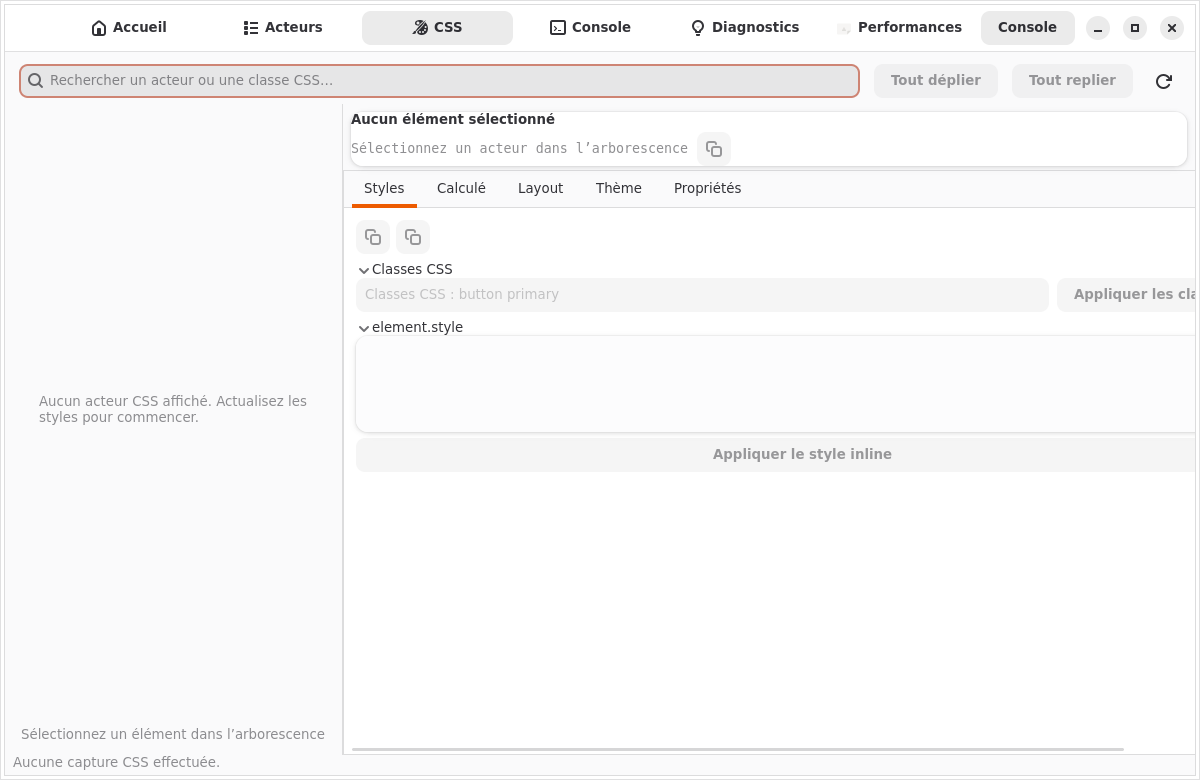 Accueil
Acteurs
CSS
Console
Diagnostics
Performances
Console
Rechercher un acteur ou une classe CSS...
Tout déplier
Tout replier
Aucun élément sélectionné
Sélectionnez un acteur dans l’arborescence
Styles
Calculé
Layout
Thème
Propriétés
Classes CSS
Classes CSS : button primary
Appliquer les cla
element.style
Aucun acteur CSS affiché. Actualisez les
styles pour commencer.
Appliquer le style inline
Sélectionnez un élément dans l’arborescence
Aucune capture CSS effectuée.